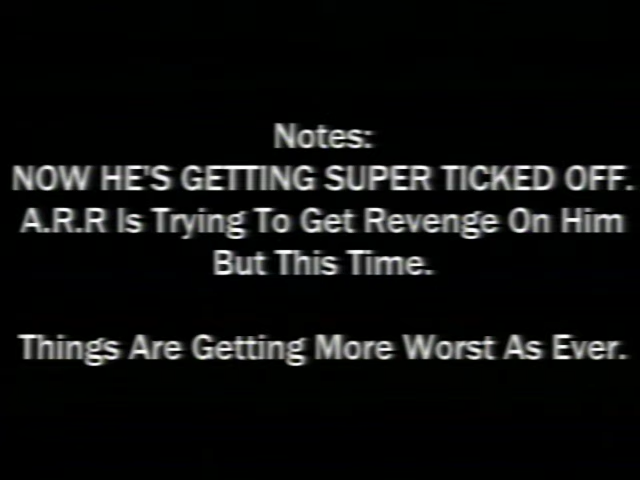 Notes:
NOW HE'S GETTING SUPER TICKED OFF.
A.R.R Is Trying To Get Revenge On Him
But This Time.
Things Are Getting More Worst As Ever.